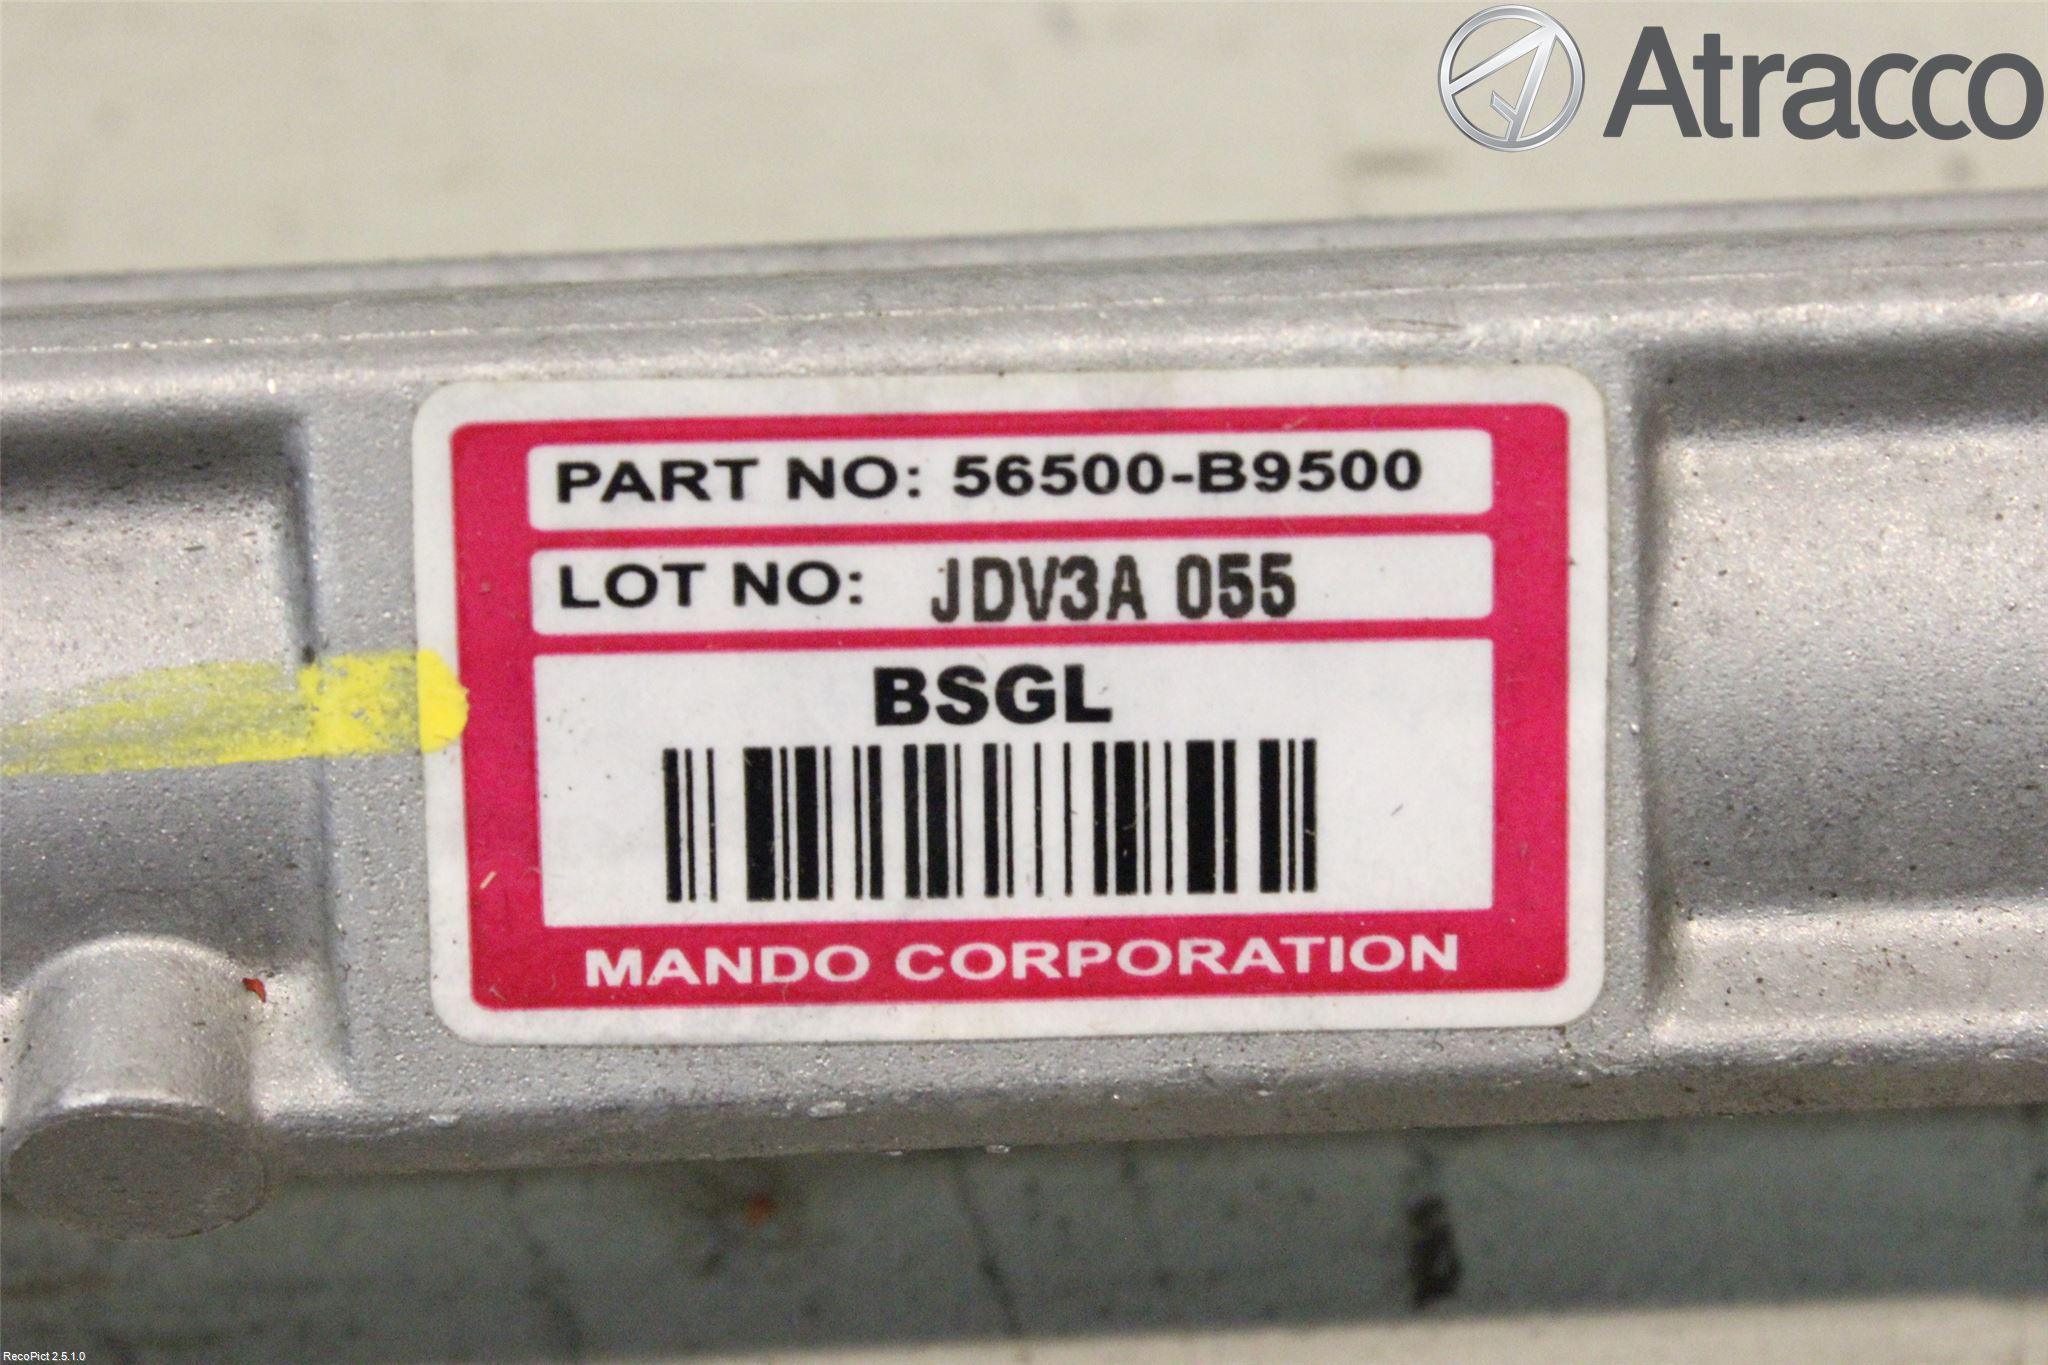 Atracco
PART NO: 56500-B9500
LOT NO: JDV3A 055
BSGL
MANDO CORPORATION
RecoPict 2.5.1.0